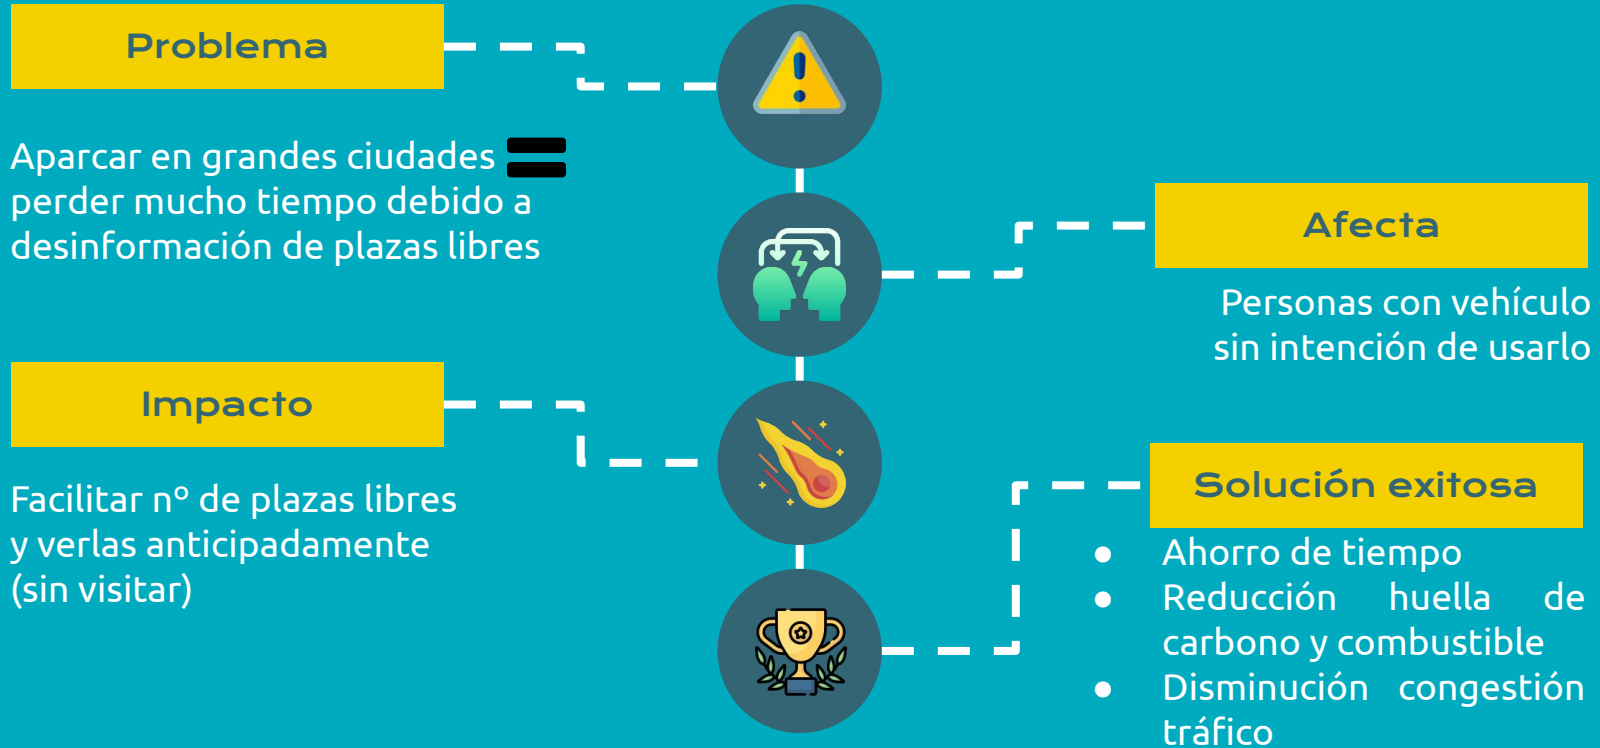 Problema
Aparcar en grandes ciudades =
perder mucho tiempo debido a
desinformación de plazas libres
Afecta
Personas con vehículo
sin intención de usarlo
Impacto
Facilitar nº de plazas libres
y verlas anticipadamente
(sin visitar)
Solución exitosa
● Ahorro de tiempo
● Reducción huella de
carbono y combustible
● Disminución congestión
tráfico